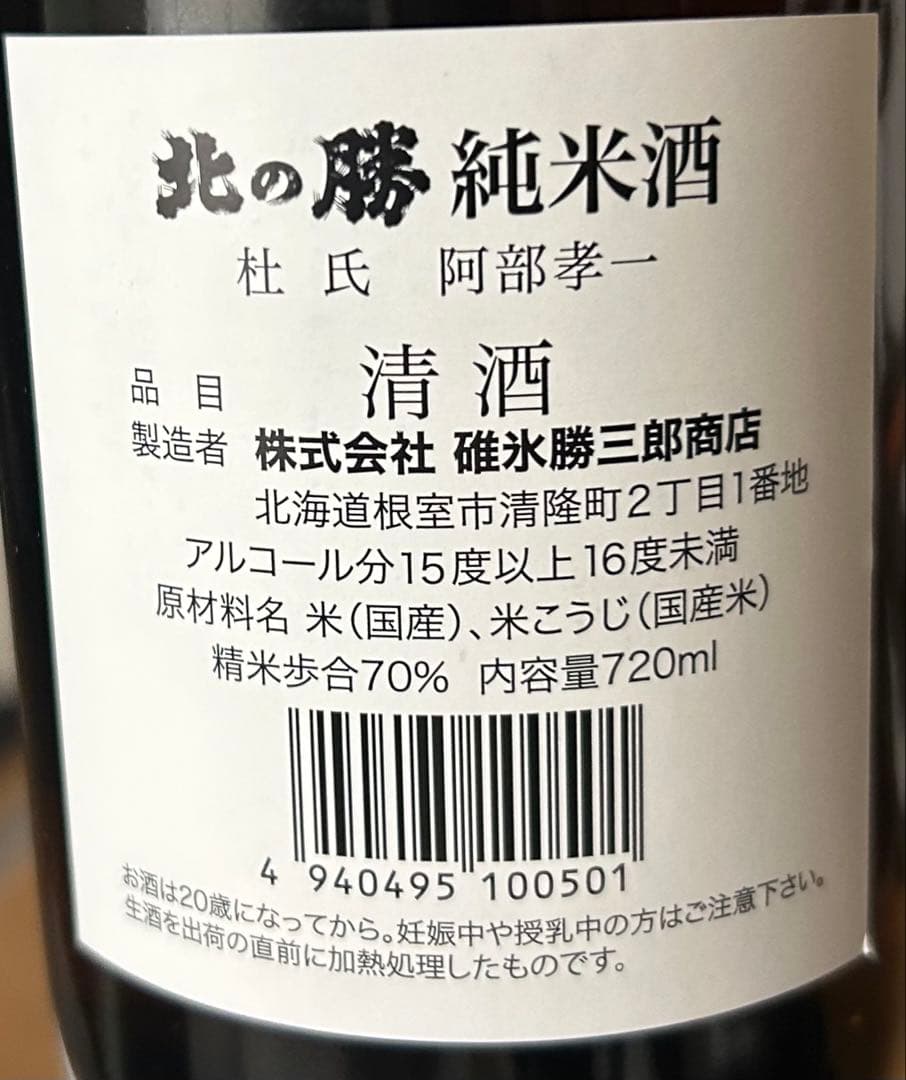 北の勝 純米酒
杜氏 阿部孝一
品目 清酒
製造者 株式会社 碓氷勝三郎商店
北海道根室市清隆町2丁目1番地
アルコール分15度以上16度未満
原材料名 米(国産)、米こうじ(国産米)
精米歩合70% 内容量720ml
4 940495 100501
お酒は20歳になってから。妊娠中や授乳中の方はご注意下さい。
生酒を出荷の直前に加熱処理したものです。